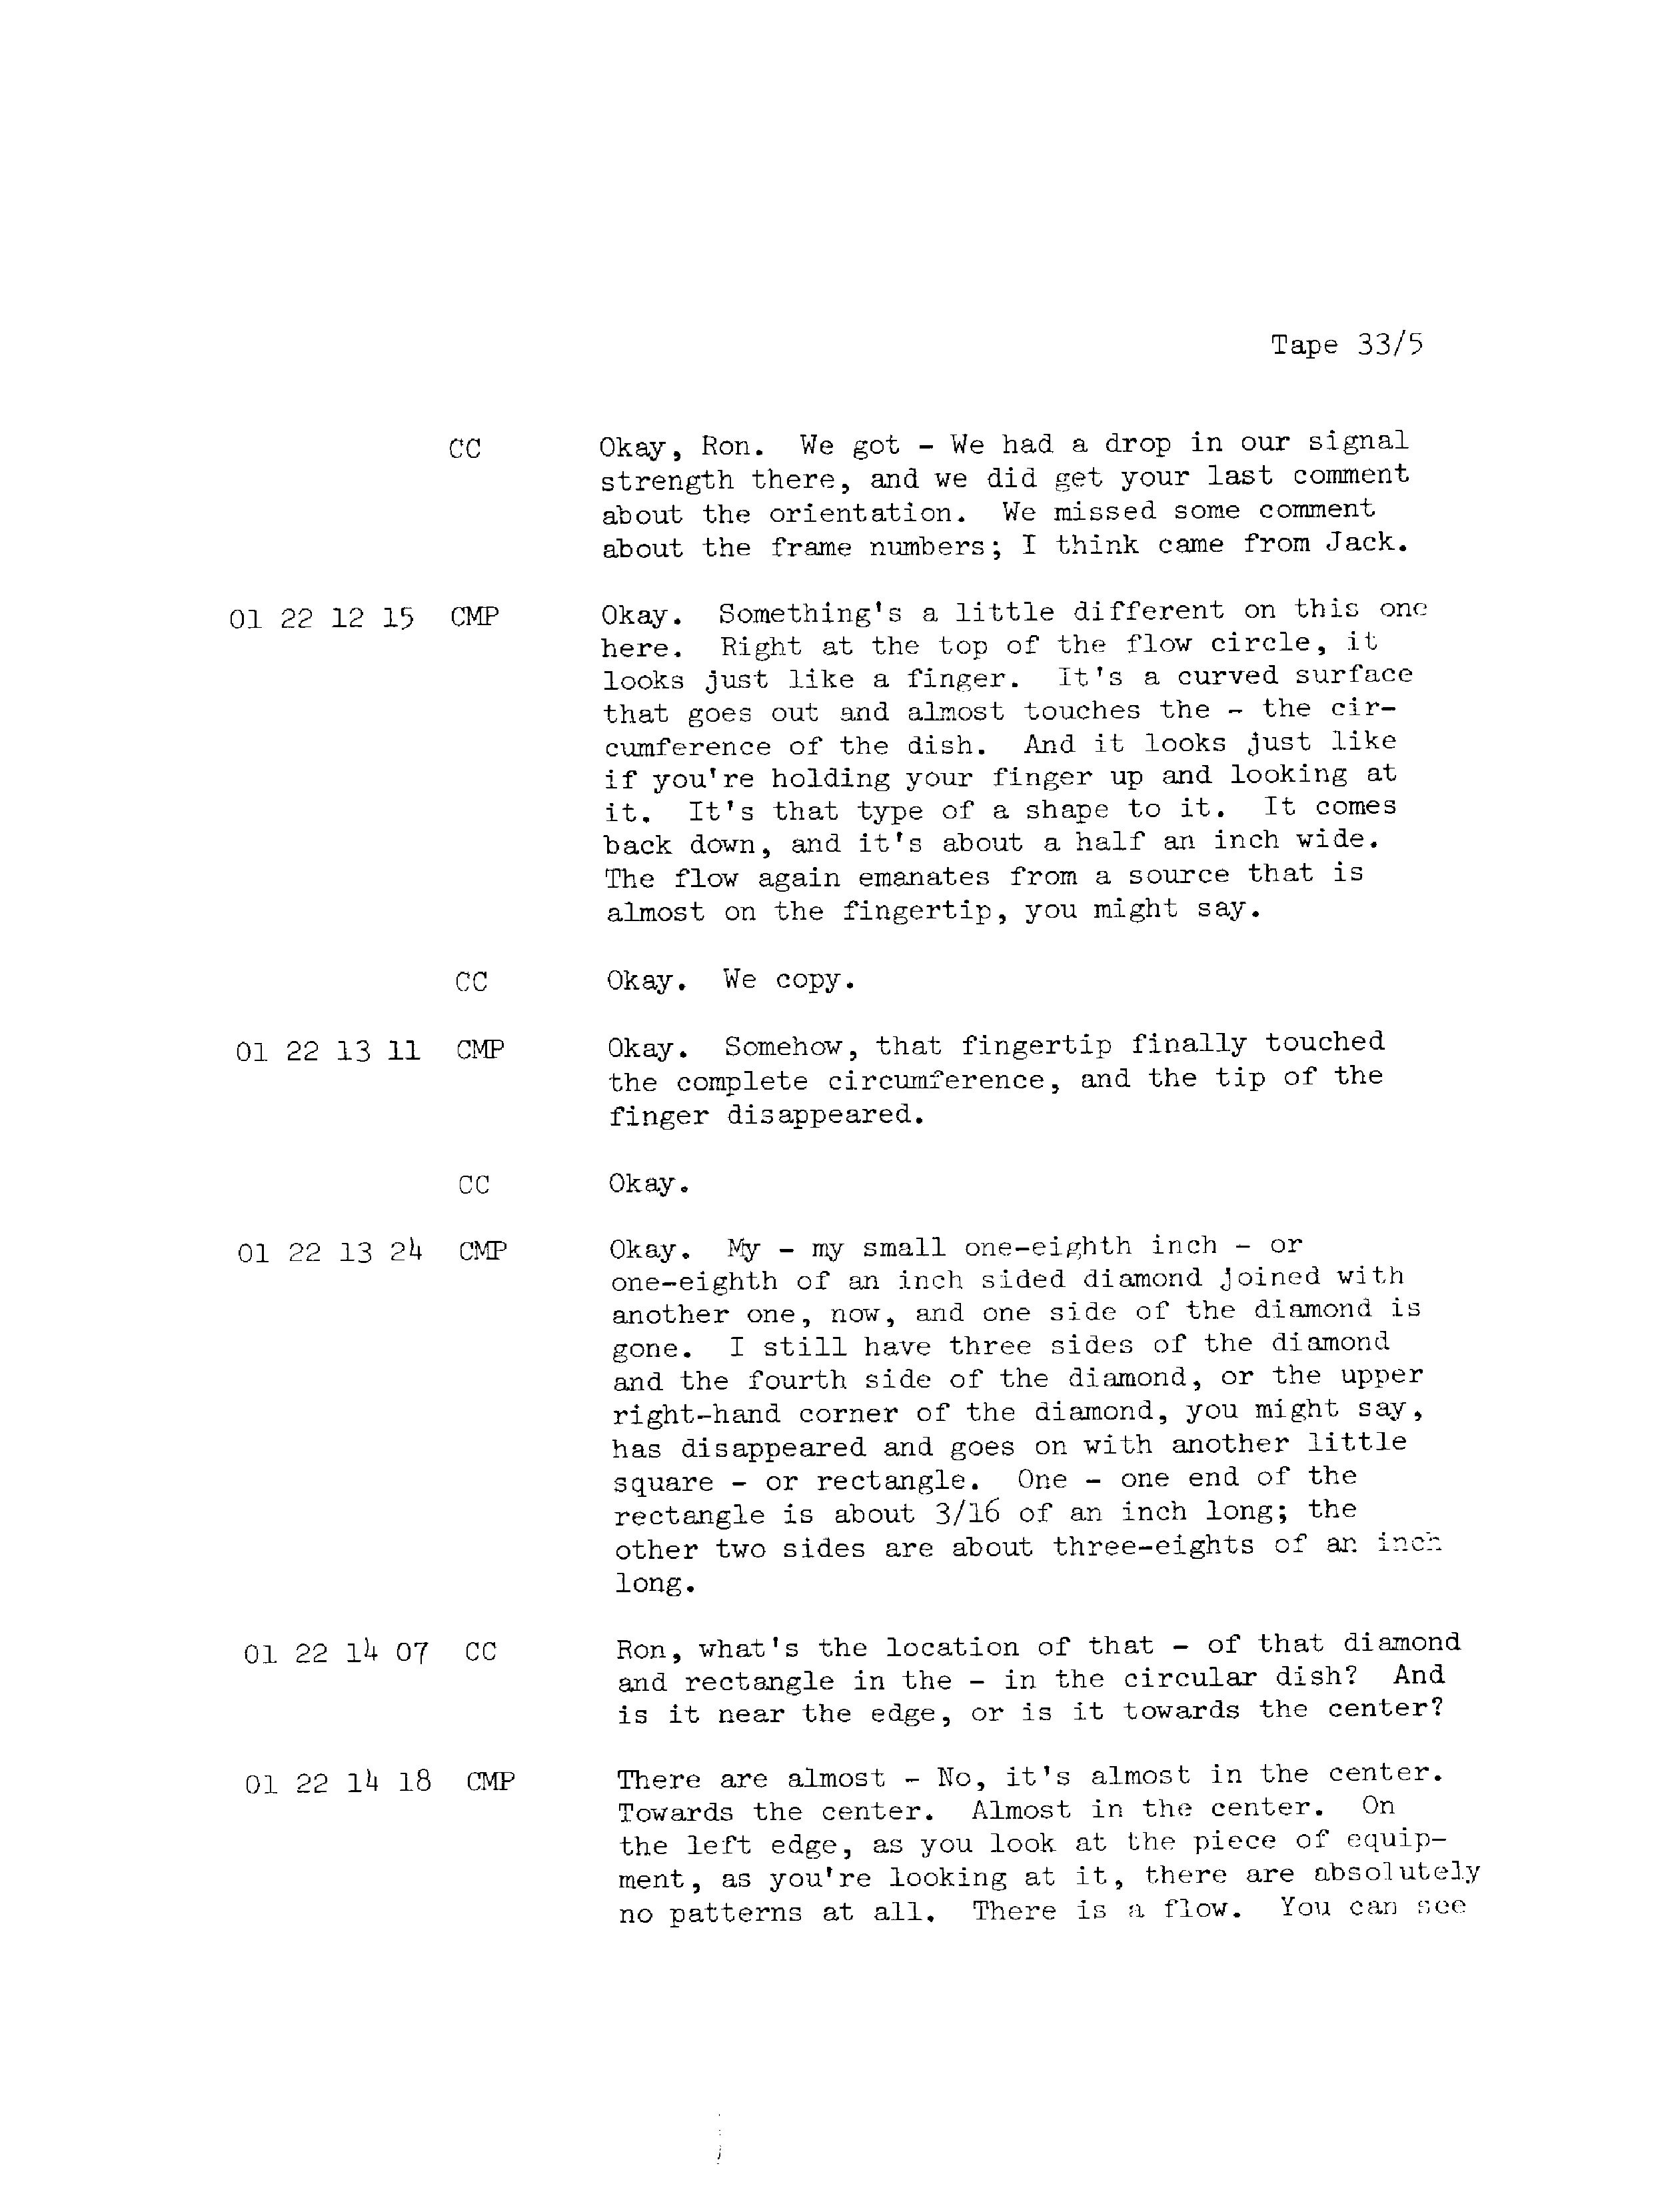 Tape 33/5
CC Okay, Ron. We got - We had a drop in our signal
strength there, and we did get your last comment
about the orientation. We missed some comment
about the frame numbers; I think came from Jack.
01 22 12 15 CMP Okay. Something's a little different on this one
here. Right at the top of the flow circle, it
looks just like a finger. It's a curved surface
that goes out and almost touches the - the cir-
cumference of the dish. And it looks just like
if you're holding your finger up and looking at
it. It's that type of a shape to it. It comes
back down, and it's about a half an inch wide.
The flow again emanates from a source that is
almost on the fingertip, you might say.
CC Okay. We copy.
01 22 13 11 CMP Okay. Somehow, that fingertip finally touched
the complete circumference, and the tip of the
finger disappeared.
CC Okay.
01 22 13 24 CMP Okay. My - my small one-eighth inch - or
one-eighth of an inch sided diamond joined with
another one, now, and one side of the diamond is
gone. I still have three sides of the diamond
and the fourth side of the diamond, or the upper
right-hand corner of the diamond, you might say,
has disappeared and goes on with another little
square - or rectangle. One - one end of the
rectangle is about 3/16 of an inch long; the
other two sides are about three-eights of an inch
long.
01 22 14 07 CC Ron, what's the location of that - of that diamond
and rectangle in the - in the circular dish? And
is it near the edge, or is it towards the center?
01 22 14 18 CMP There are almost - No, it's almost in the center.
Towards the center. Almost in the center. On
the left edge, as you look at the piece of equip-
ment, as you're looking at it, there are absolutely
no patterns at all. There is a flow. You can see